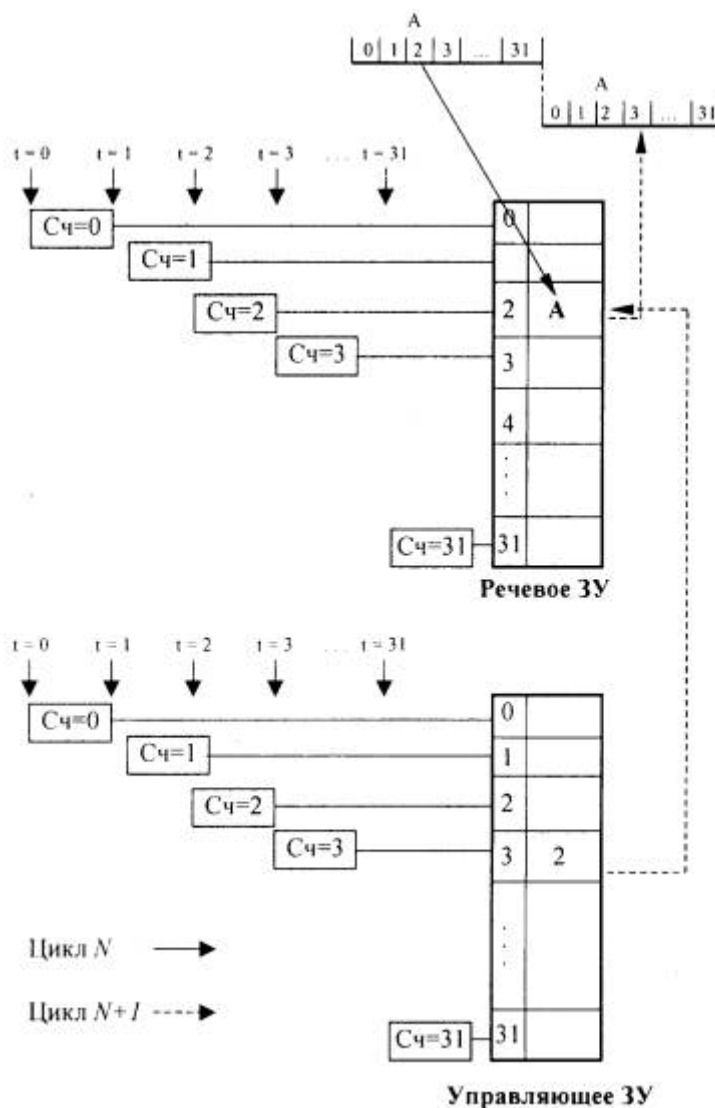 A
0 1 2 3 ... 31
A
0 1 2 3 ... 31
t=0 t=1 t=2 t=3 ... t=31
Сч=0
0
Сч=1
Сч=2
2 A
Сч=3
3
4
⋮
Сч=31
31
Речевое ЗУ
t=0 t=1 t=2 t=3 ... t=31
Сч=0
0
Сч=1
1
Сч=2
2
Сч=3
3 2
⋮
Цикл N
Цикл N+1
Сч=31
31
Управляющее ЗУ